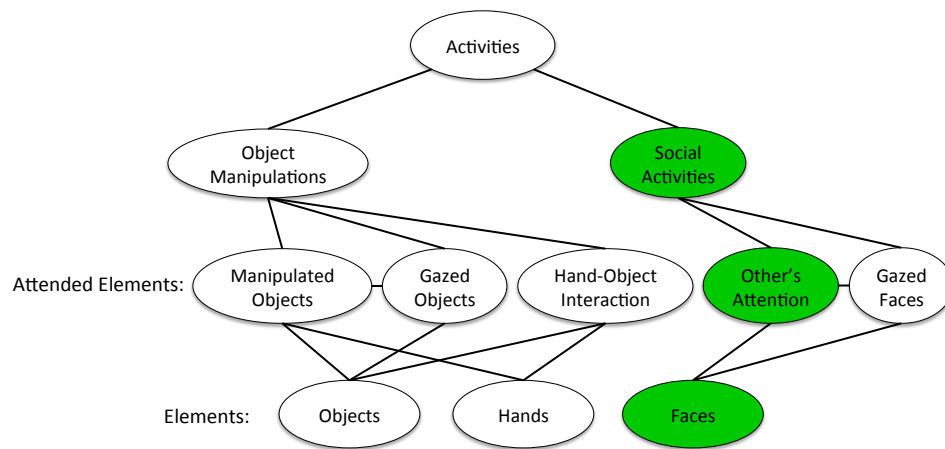 Activities
Object
Manipulations
Social
Activities
Attended Elements:
Manipulated
Objects
Gazed
Objects
Hand-Object
Interaction
Other's
Attention
Gazed
Faces
Elements:
Objects
Hands
Faces